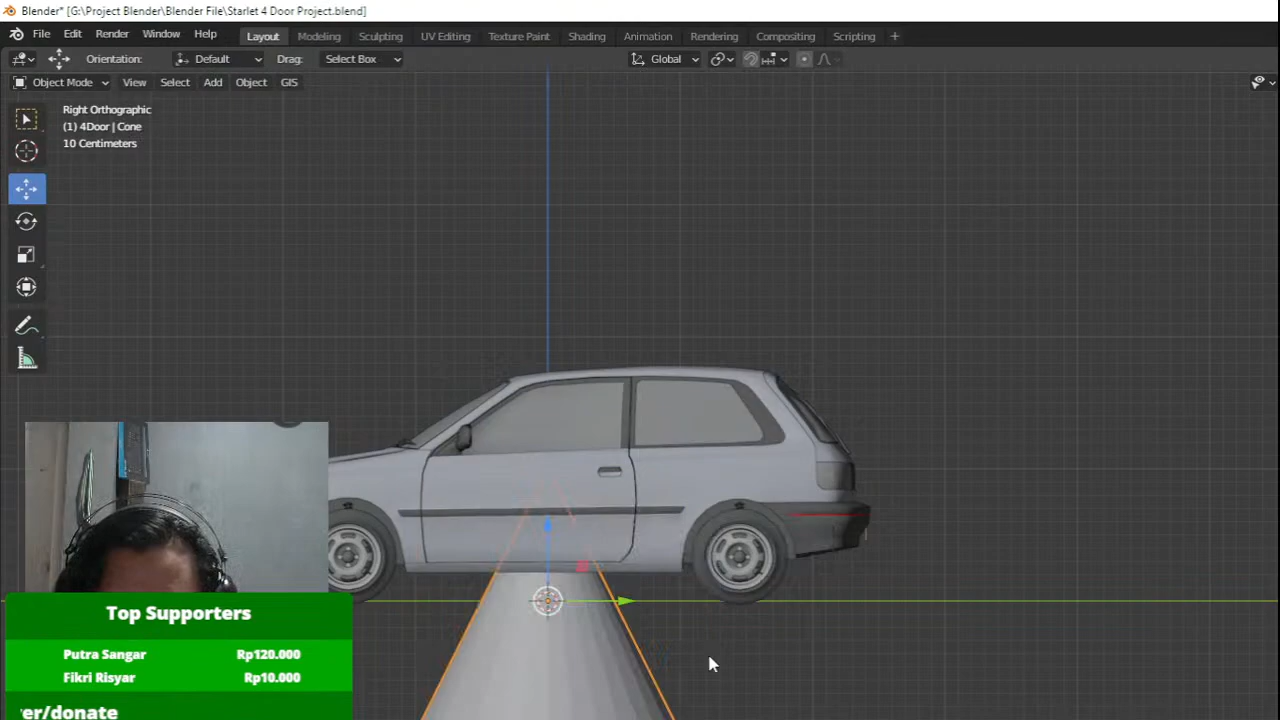 Blender* [G:\Project Blender\Blender File\Starlet 4 Door Project.blend]
File Edit Render Window Help Layout Modeling Sculpting UV Editing Texture Paint Shading Animation Rendering Compositing Scripting +
Orientation: Default Drag: Select Box Global
Object Mode View Select Add Object GIS
Right Orthographic
(1) 4Door | Cone
10 Centimeters
Top Supporters
Putra Sangar Rp120.000
Fikri Risyar Rp10.000
er/donate